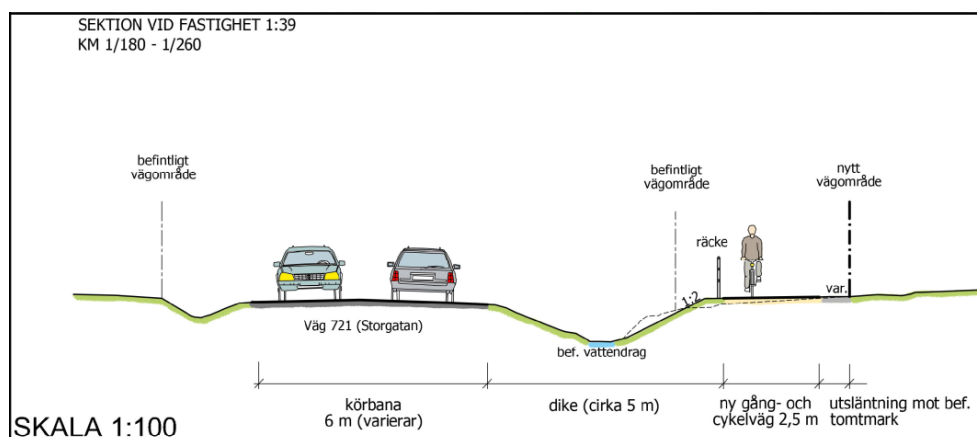 SEKTION VID FASTIGHET 1:39
KM 1/180 - 1/260
befintligt
vägområde
befintligt
vägområde
nytt
vägområde
räcke
1:2
var.
Väg 721 (Storgatan)
bef. vattendrag
körbana
6 m (varierar)
dike (cirka 5 m)
ny gång- och
cykelväg 2,5 m
utsläntning mot bef.
tomtmark
SKALA 1:100